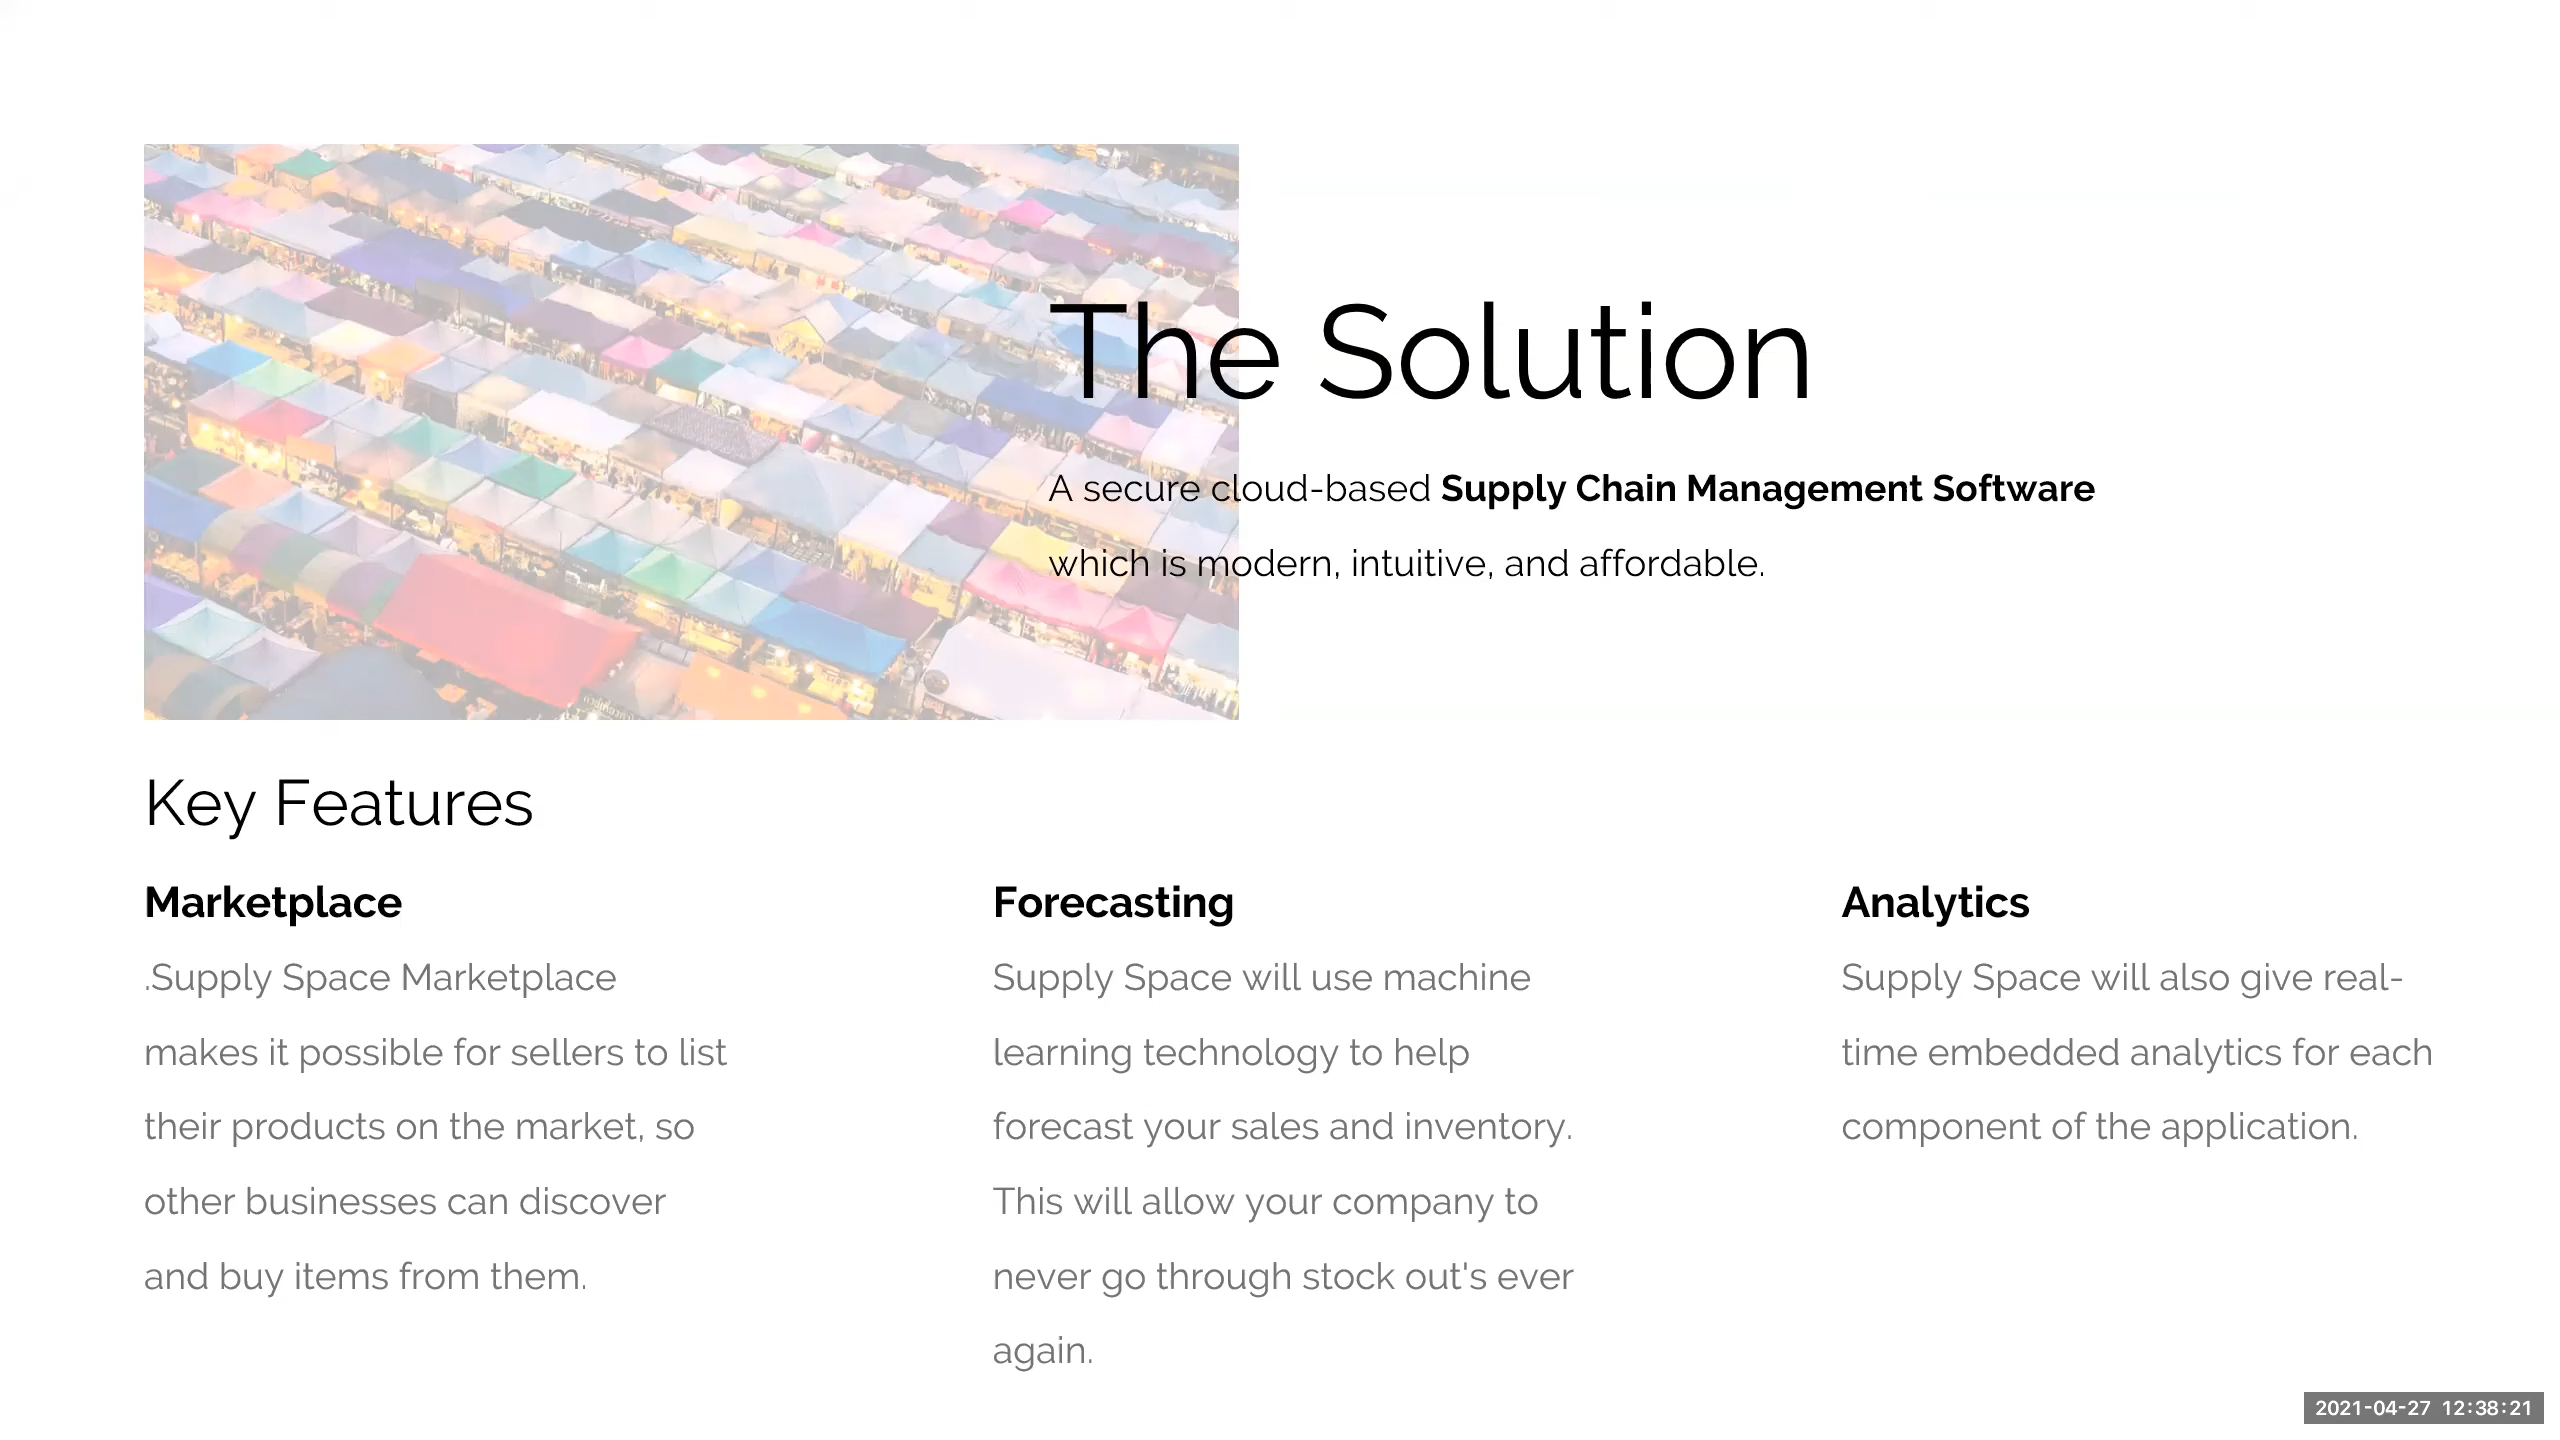 The Solution
A secure cloud-based Supply Chain Management Software
which is modern, intuitive, and affordable.
Key Features
Marketplace
.Supply Space Marketplace
makes it possible for sellers to list
their products on the market, so
other businesses can discover
and buy items from them.
Forecasting
Supply Space will use machine
learning technology to help
forecast your sales and inventory.
This will allow your company to
never go through stock out's ever
again.
Analytics
Supply Space will also give real-
time embedded analytics for each
component of the application.
2021-04-27 12:38:21